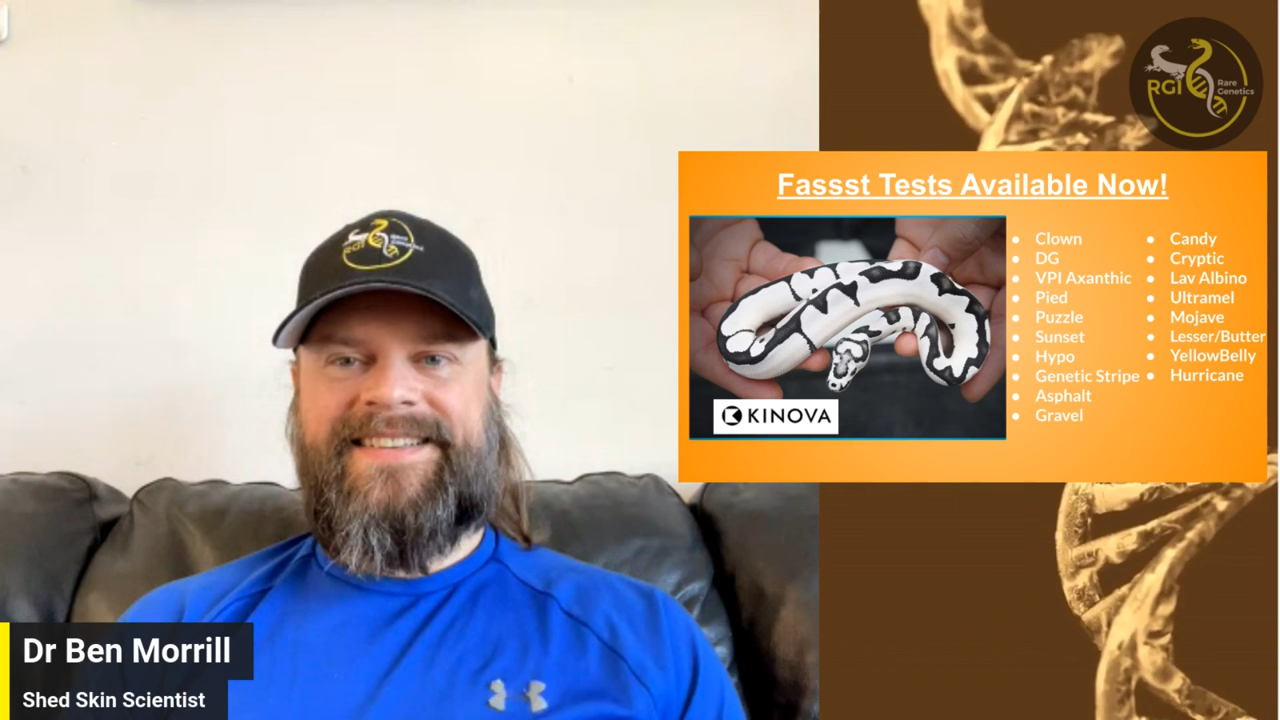 RGI Rare
Genetics
Fassst Tests Available Now!
Clown
DG
VPI Axanthic
Pied
Puzzle
Sunset
Hypo
Genetic Stripe
Asphalt
Gravel
Candy
Cryptic
Lav Albino
Ultramel
Mojave
Lesser/Butter
YellowBelly
Hurricane
KINOVA
RGI
Dr Ben Morrill
Shed Skin Scientist